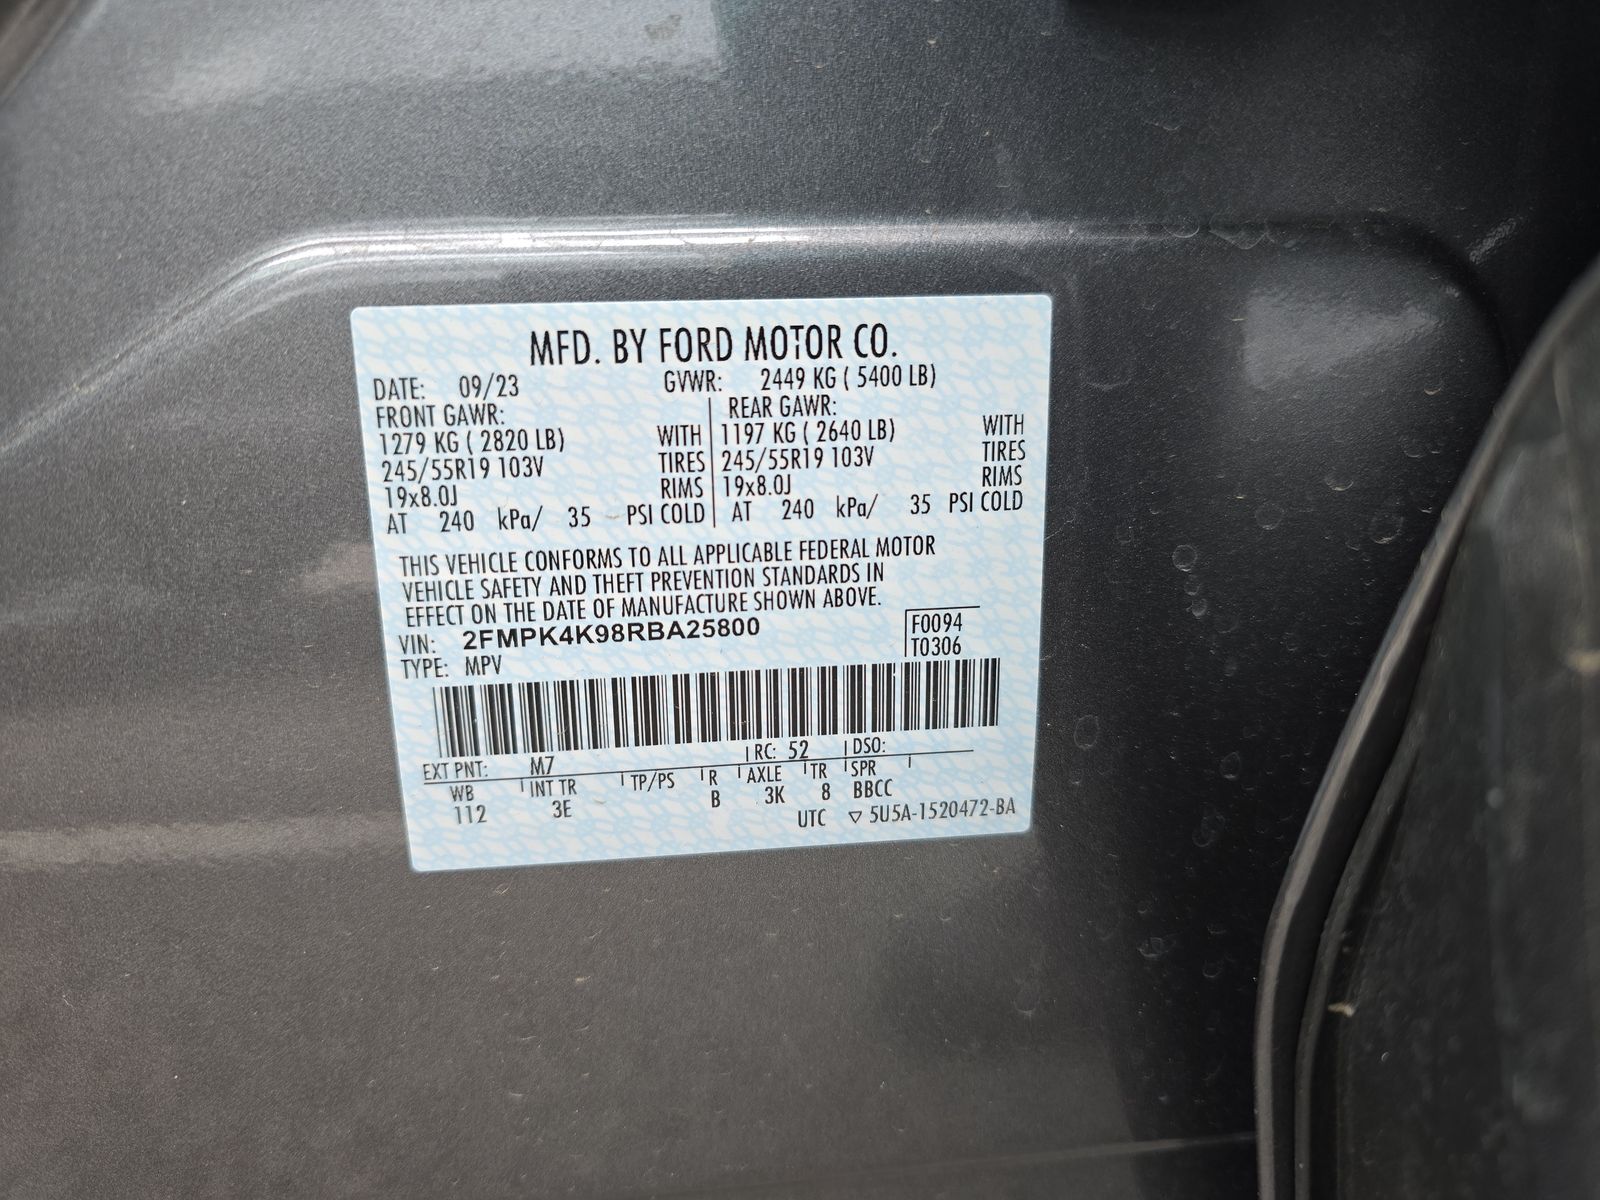 MFD. BY FORD MOTOR CO.
DATE: 09/23 GVWR: 2449 KG ( 5400 LB)
FRONT GAWR: REAR GAWR:
1279 KG ( 2820 LB) WITH 1197 KG ( 2640 LB) WITH
245/55R19 103V TIRES 245/55R19 103V TIRES
19x8.0J RIMS 19x8.0J RIMS
AT 240 kPa/ 35 PSI COLD AT 240 kPa/ 35 PSI COLD
THIS VEHICLE CONFORMS TO ALL APPLICABLE FEDERAL MOTOR
VEHICLE SAFETY AND THEFT PREVENTION STANDARDS IN
EFFECT ON THE DATE OF MANUFACTURE SHOWN ABOVE.
VIN: 2FMPK4K98RBA25800 F0094
TYPE: MPV T0306
EXT PNT: M7 RC: 52 DSO:
WB INT TR TP/PS R AXLE TR SPR
112 3E B 3K 8 BBCC
UTC ▽ 5U5A-1520472-BA